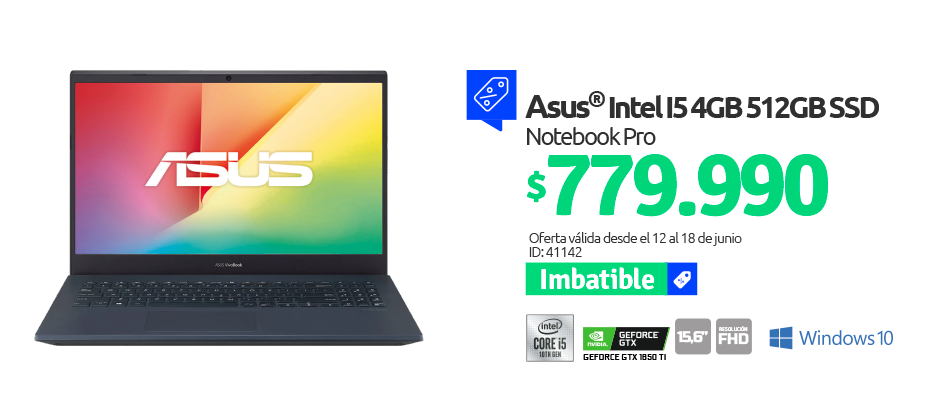 ASUS
ASUS VivoBook
Asus® Intel I5 4GB 512GB SSD
Notebook Pro
$779.990
Oferta válida desde el 12 al 18 de junio
ID: 41142
Imbatible
intel
CORE i5
10TH GEN
NVIDIA.
GEFORCE
GTX
GEFORCE GTX 1650 TI
15,6"
RESOLUCIÓN
FHD
Windows 10